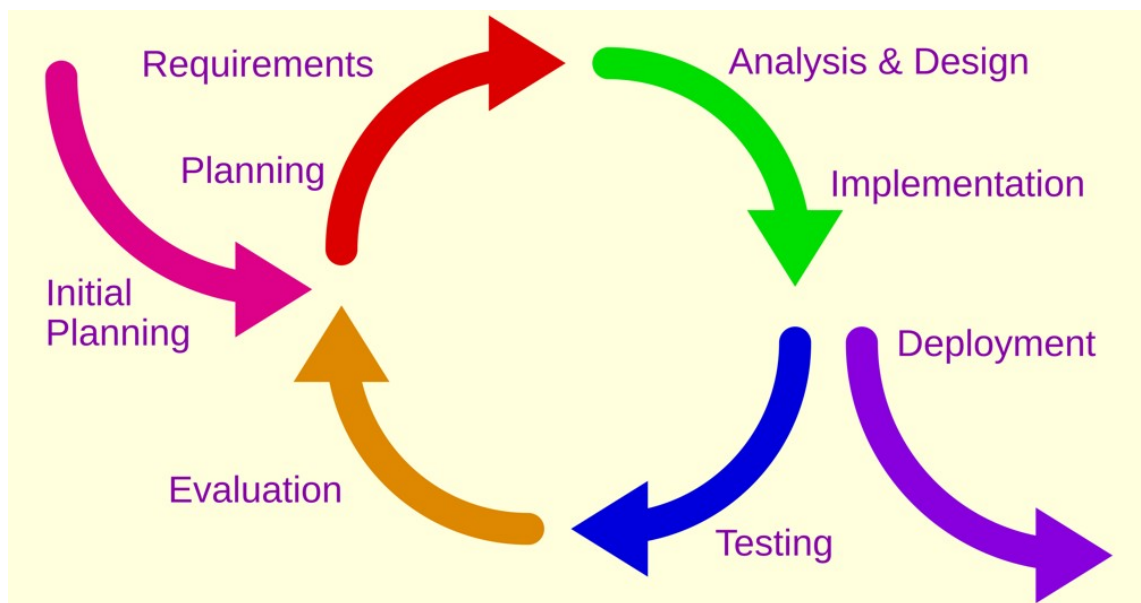 Requirements
Analysis & Design
Planning
Implementation
Initial
Planning
Deployment
Evaluation
Testing